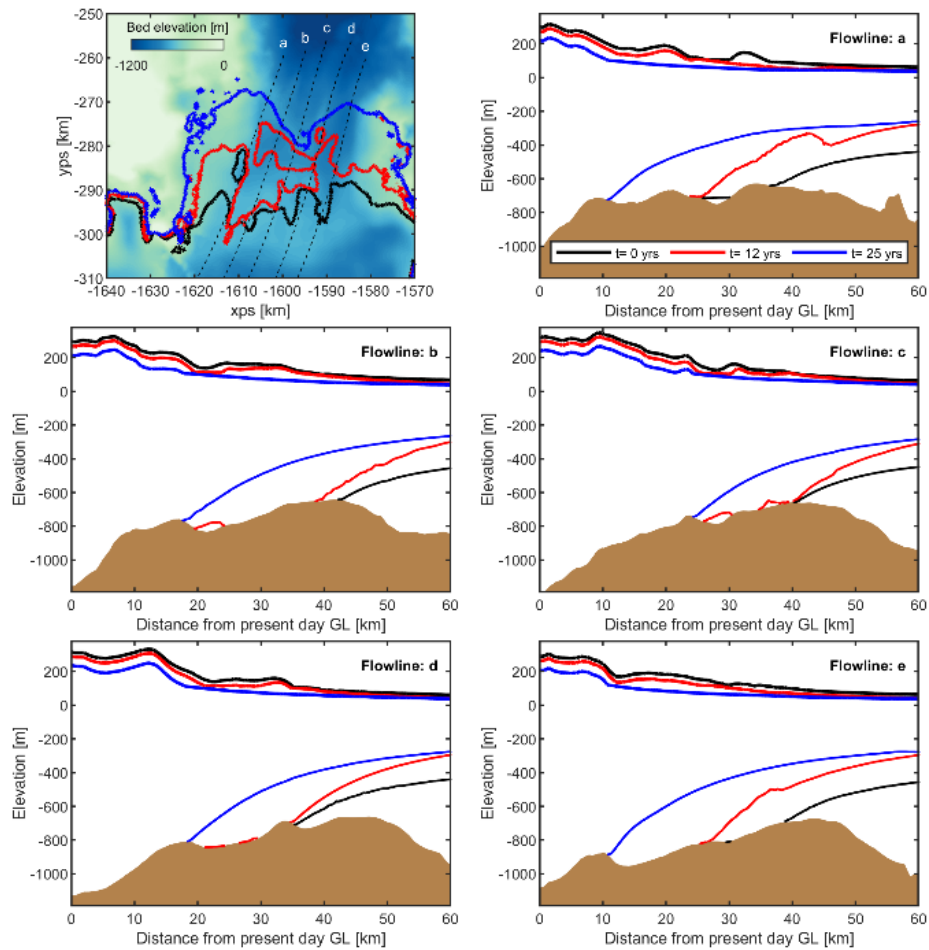 Bed elevation [m]
-1200 0
a b c d e
-250
-260
-270
-280
-290
-300
-310
yps [km]
-1640 -1630 -1620 -1610 -1600 -1590 -1580 -1570
xps [km]
Flowline: a
200
0
-200
-400
-600
-800
-1000
Elevation [m]
t= 0 yrs t= 12 yrs t= 25 yrs
0 10 20 30 40 50 60
Distance from present day GL [km]
Flowline: b
200
0
-200
-400
-600
-800
-1000
Elevation [m]
0 10 20 30 40 50 60
Distance from present day GL [km]
Flowline: c
200
0
-200
-400
-600
-800
-1000
Elevation [m]
0 10 20 30 40 50 60
Distance from present day GL [km]
Flowline: d
200
0
-200
-400
-600
-800
-1000
Elevation [m]
0 10 20 30 40 50 60
Distance from present day GL [km]
Flowline: e
200
0
-200
-400
-600
-800
-1000
Elevation [m]
0 10 20 30 40 50 60
Distance from present day GL [km]